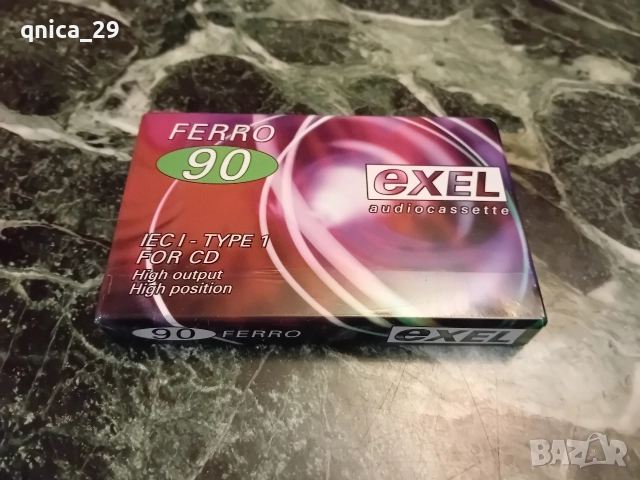 qnica_29
FERRO
90
eXEL
audiocassette
IEC I - TYPE 1
FOR CD
High output
High position
90 FERRO
eXEL
BAZAR